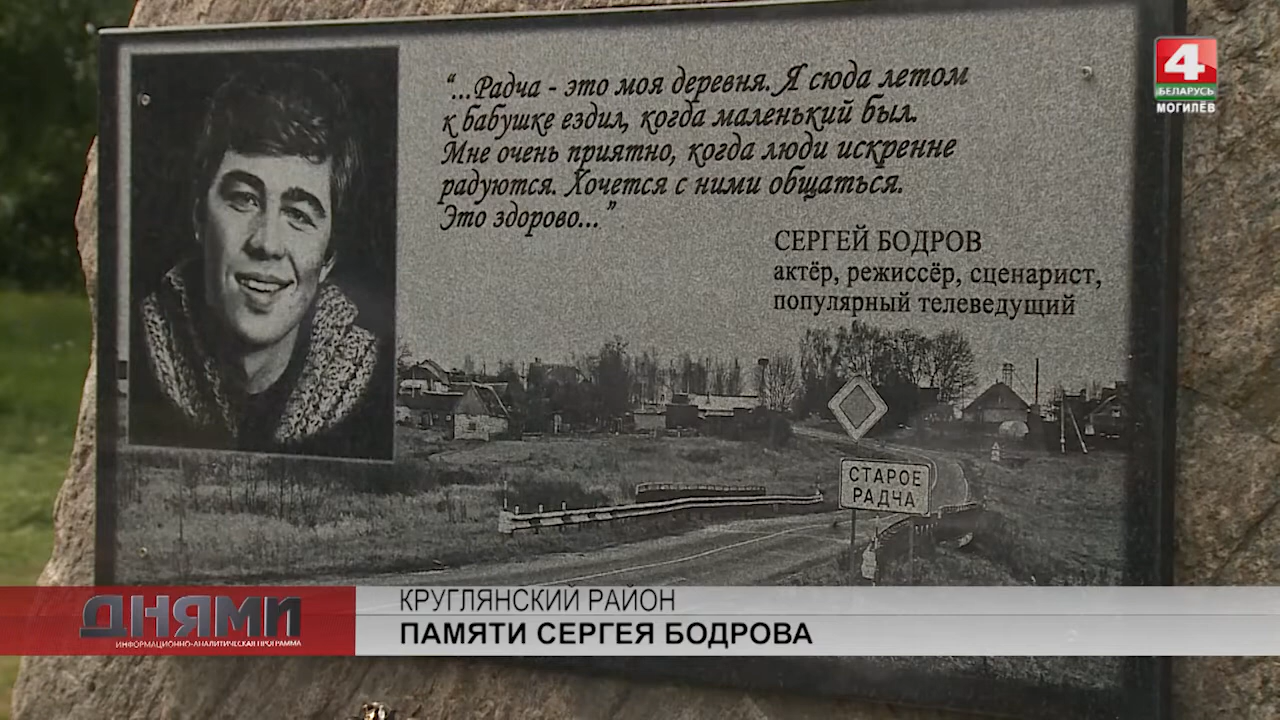 "...Радча - это моя деревня. Я сюда летом
к бабушке ездил, когда маленький был.
Мне очень приятно, когда люди искренне
радуются. Хочется с ними общаться.
Это здорово..."
СЕРГЕЙ БОДРОВ
актёр, режиссёр, сценарист,
популярный телеведущий
СТАРОЕ
РАДЧА
4
БЕЛАРУСЬ
МОГИЛЁВ
ДНЯМИ
ИНФОРМАЦИОННО-АНАЛИТИЧЕСКАЯ ПРОГРАММА
КРУГЛЯНСКИЙ РАЙОН
ПАМЯТИ СЕРГЕЯ БОДРОВА